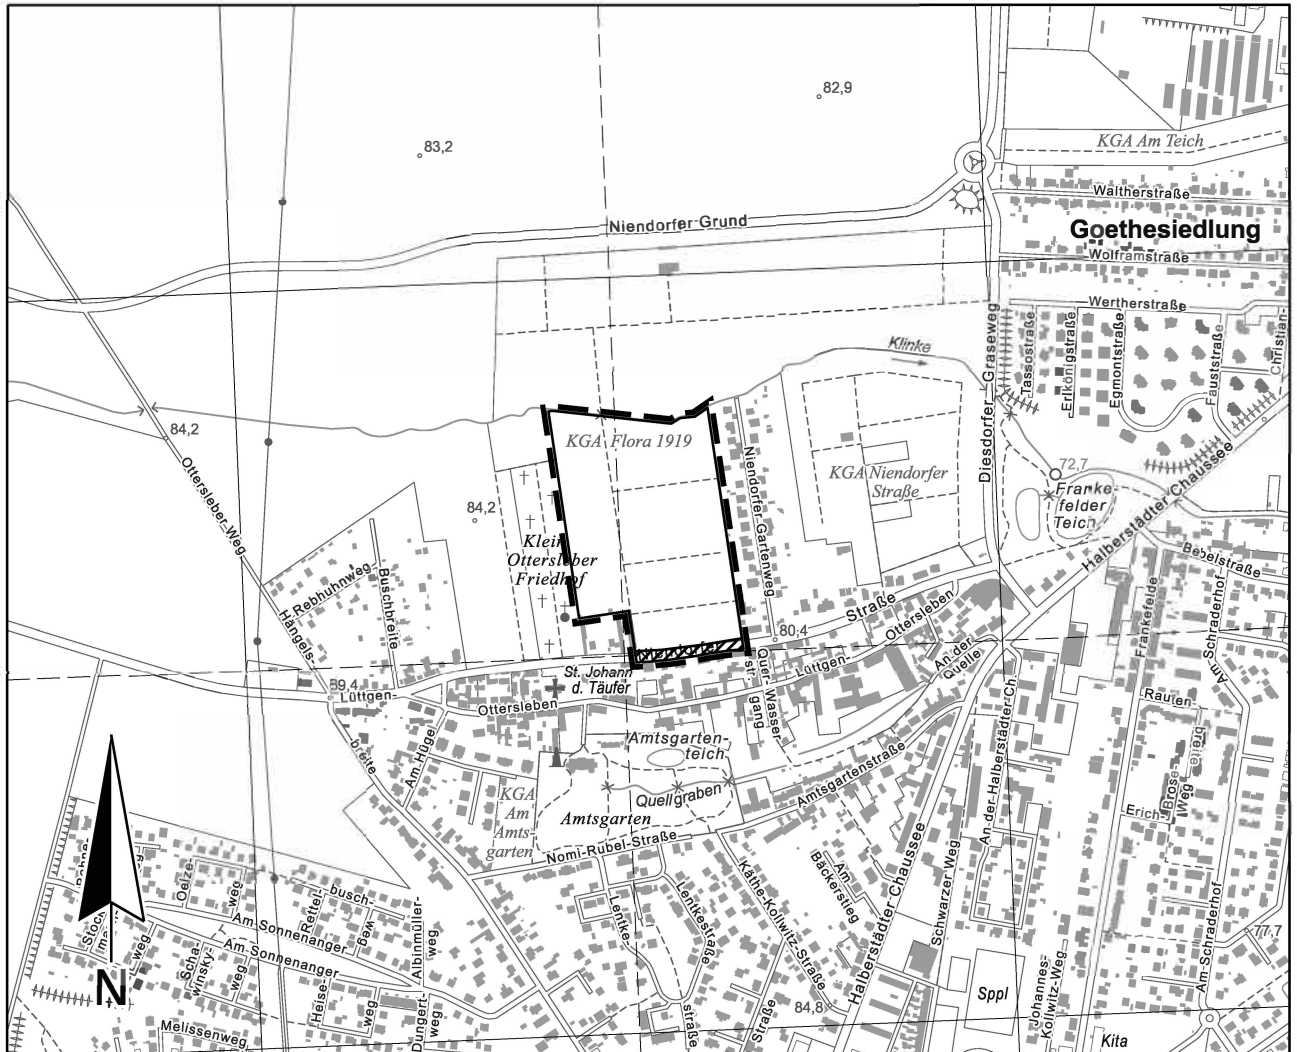 82,9
83,2
KGA Am Teich
Waltherstraße
Niendorfer Grund
Goethesiedlung
Wolframstraße
Wertherstraße
Klinke
Diesdorfer Graseweg
Tassostraße
Erlkönigstraße
Egmontstraße
Fauststraße
Christian-
84,2
KGA Flora 1919
Ottersleber Weg
Niendorfer Gartenweg
KGA Niendorfer
Straße
72,7
Franke-
felder
Teich
Halberstädter Chaussee
84,2
Klein
Ottersleber
Friedhof
Bebelstraße
H. Rebhuhnweg
Buschbreite
Hängels-
breite
Straße
Ottersleben
Frankefelde
Am Schraderhof
80,4
Niendorfer
str.
An der
Quelle
Lüttgen-
Quer-
gang
Wasser
St. Johann
d. Täufer
89,4
Lüttgen-
Ottersleben
Rauten
breite
An der Halberstädter Ch.
Am Hügel
Amtsgarten-
teich
Quellgraben
Amtsgartenstraße
KGA
Am
Amts-
garten
Amtsgarten
Erich-
Brose-
Weg
Nomi-Rubel-Straße
Am
Bäckerstieg
Käthe-Kollwitz-Straße
Halberstädter Chaussee
Schwarzer Weg
Oelze-
weg
Rettel-
busch-
weg
Albinmüller-
weg
Lentke
Lentkestraße
straße
Am Schraderhof
Am Sonnenanger
Am Sonnenanger
weg
Scha-
winsky-
weg
Heise-
weg
Dungert-
weg
77,7
N
Sppl
Johannes-
Kollwitz-Weg
84,8
Straße
Melissenweg
Kita